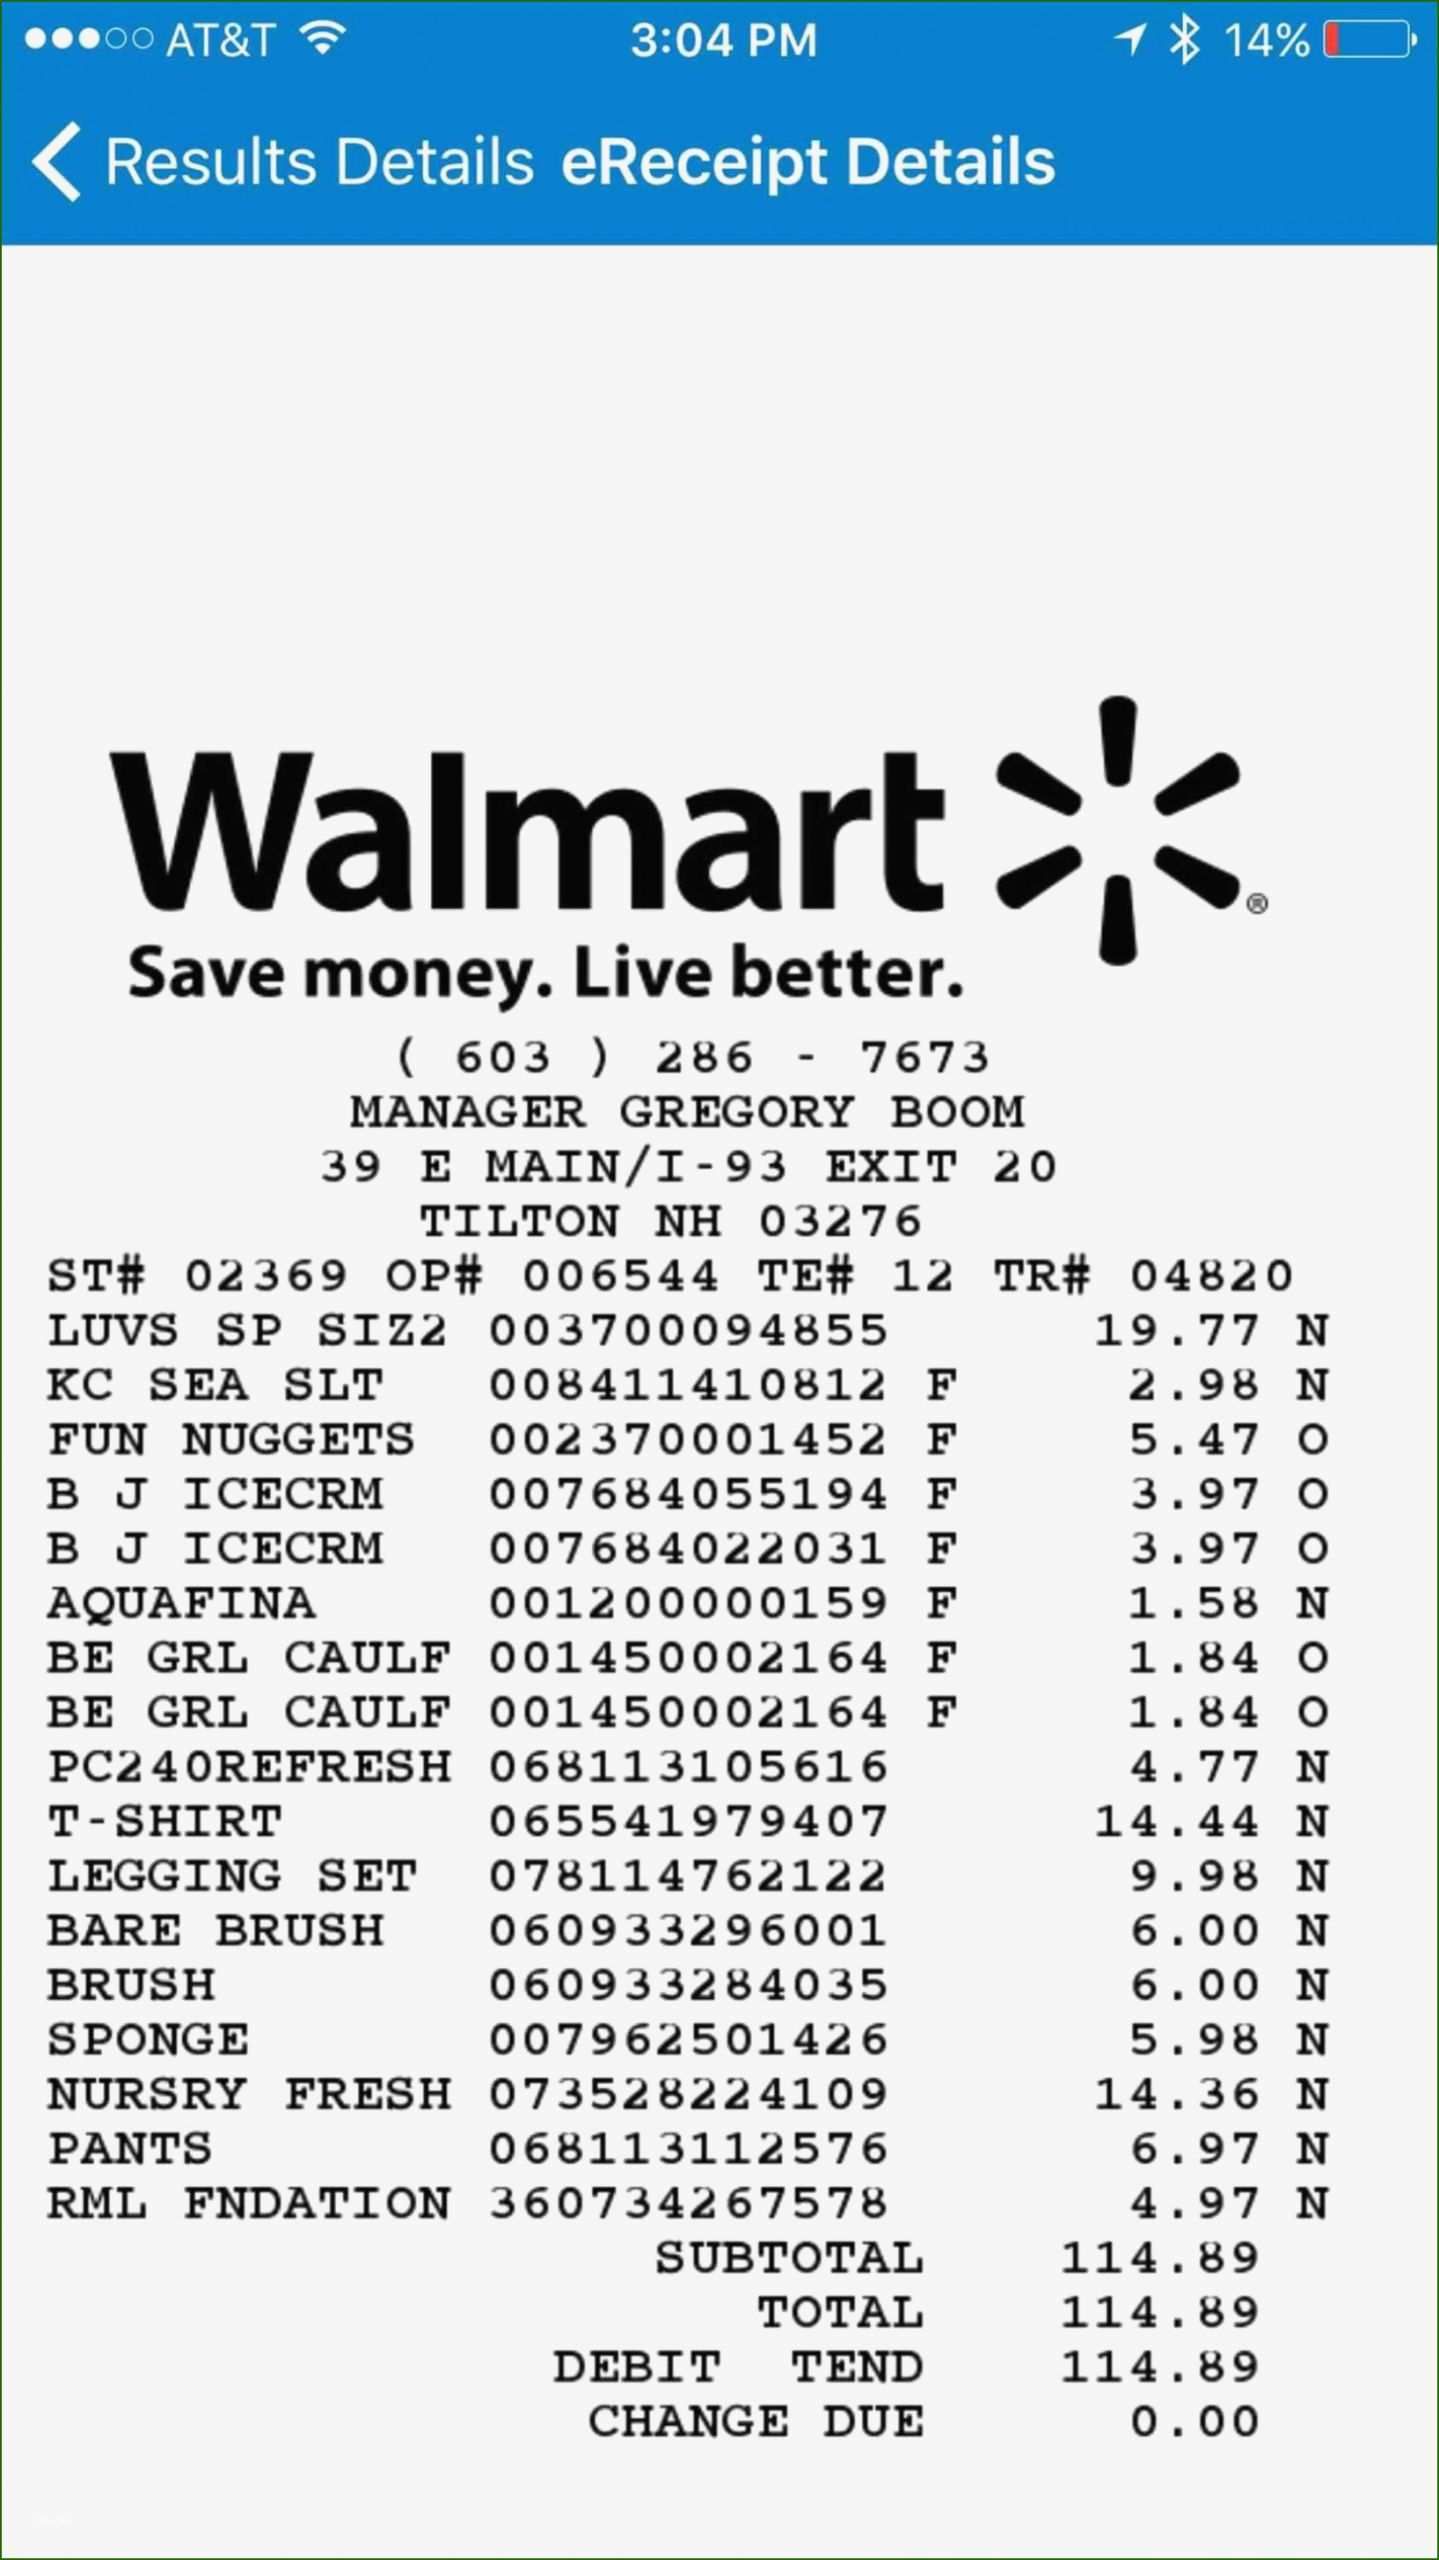 AT&T 3:04 PM 14%
Results Details eReceipt Details
Walmart ®
Save money. Live better.
( 603 ) 286 - 7673
MANAGER GREGORY BOOM
39 E MAIN/I-93 EXIT 20
TILTON NH 03276
ST# 02369 OP# 006544 TE# 12 TR# 04820
LUVS SP SIZ2 003700094855 19.77 N
KC SEA SLT 008411410812 F 2.98 N
FUN NUGGETS 002370001452 F 5.47 O
B J ICECRM 007684055194 F 3.97 O
B J ICECRM 007684022031 F 3.97 O
AQUAFINA 001200000159 F 1.58 N
BE GRL CAULF 001450002164 F 1.84 O
BE GRL CAULF 001450002164 F 1.84 O
PC240REFRESH 068113105616 4.77 N
T-SHIRT 065541979407 14.44 N
LEGGING SET 078114762122 9.98 N
BARE BRUSH 060933296001 6.00 N
BRUSH 060933284035 6.00 N
SPONGE 007962501426 5.98 N
NURSRY FRESH 073528224109 14.36 N
PANTS 068113112576 6.97 N
RML FNDATION 360734267578 4.97 N
SUBTOTAL 114.89
TOTAL 114.89
DEBIT TEND 114.89
CHANGE DUE 0.00